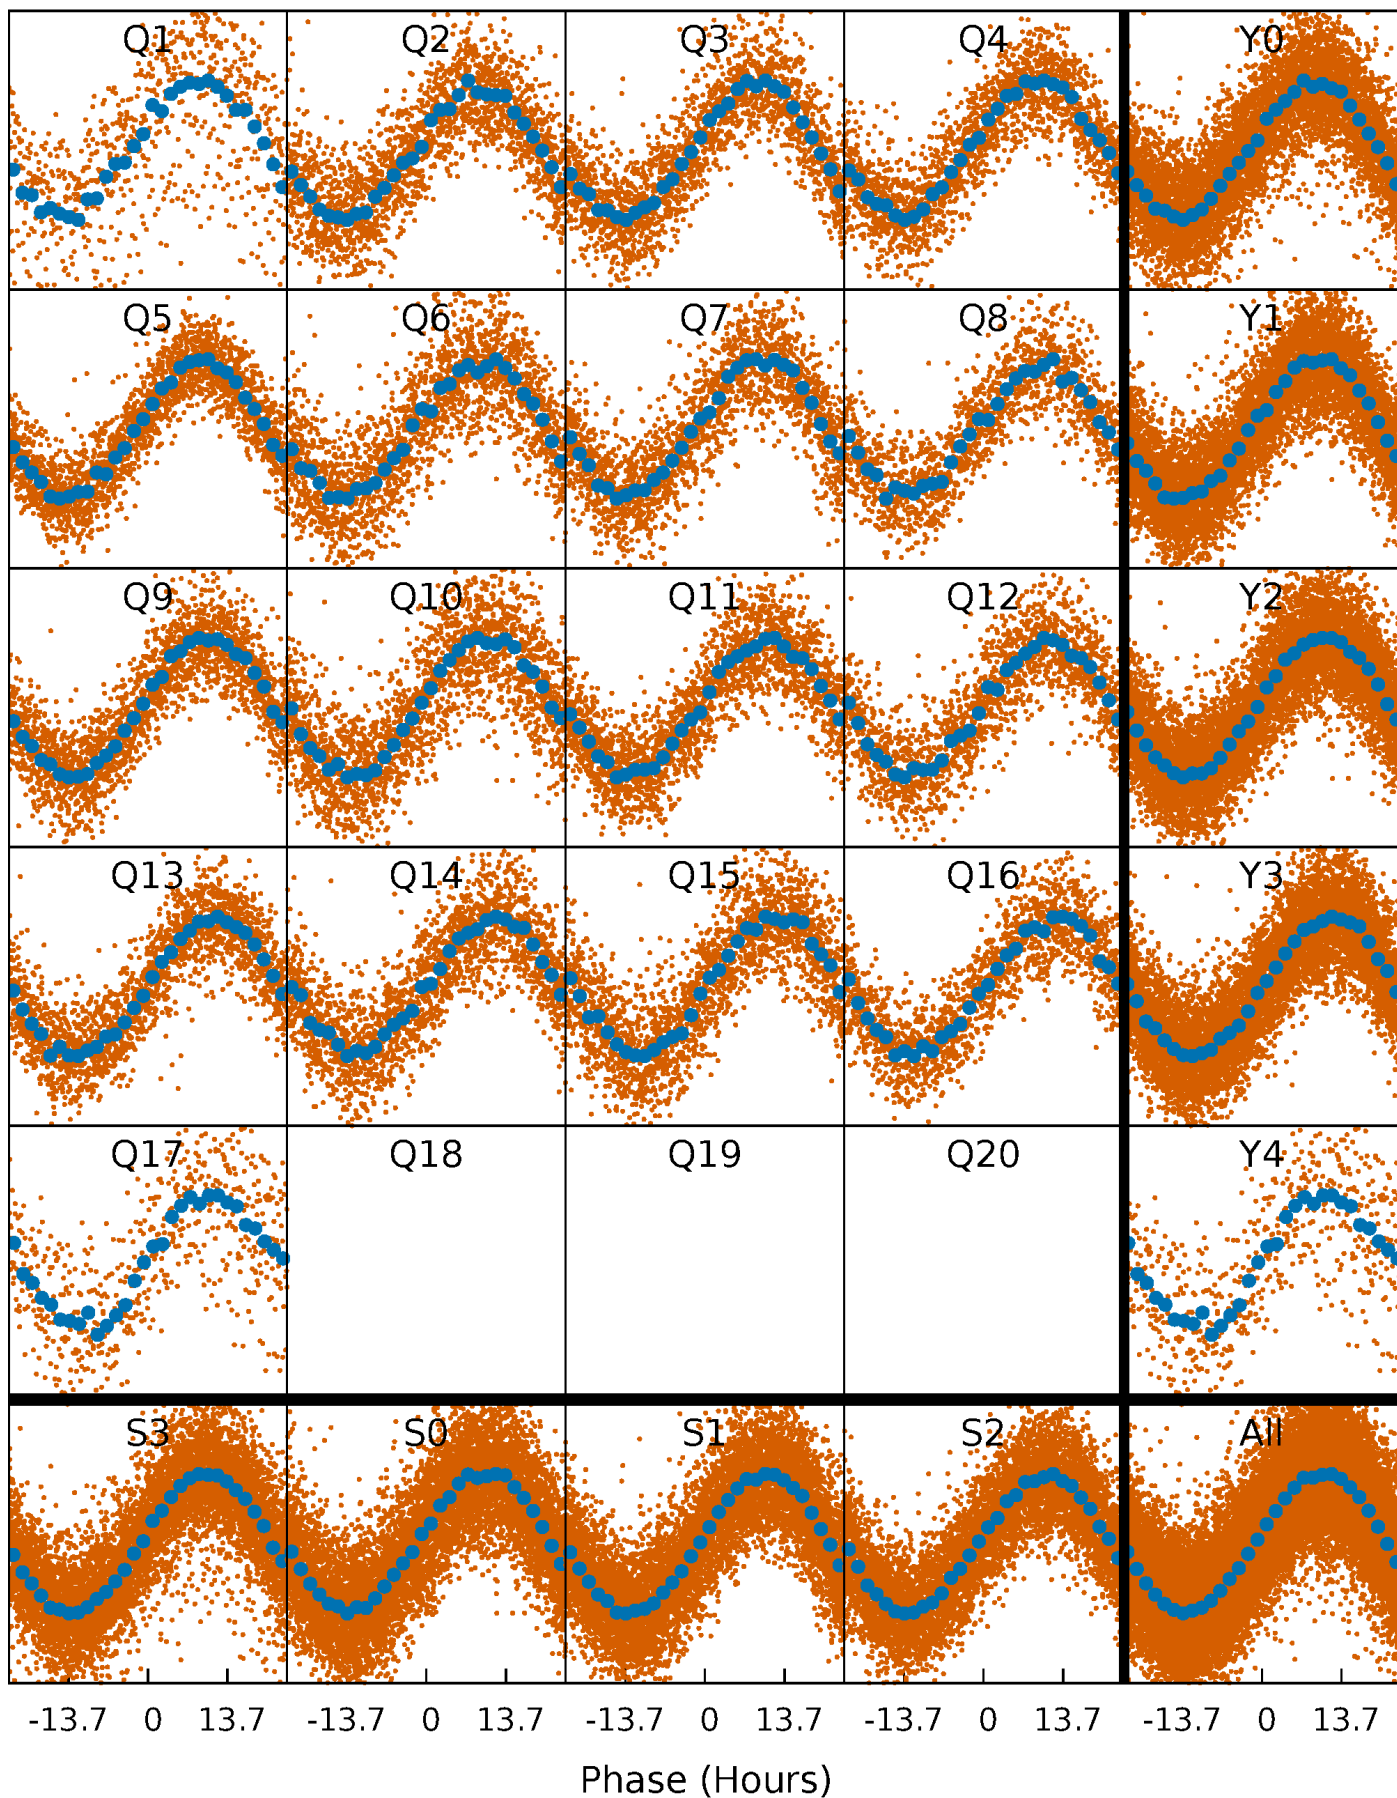 Q1 Q2 Q3 Q4 Y0
Q5 Q6 Q7 Q8 Y1
Q9 Q10 Q11 Q12 Y2
Q13 Q14 Q15 Q16 Y3
Q17 Q18 Q19 Q20 Y4
S3 S0 S1 S2 All
-13.7 0 13.7 -13.7 0 13.7 -13.7 0 13.7 -13.7 0 13.7 -13.7 0 13.7
Phase (Hours)